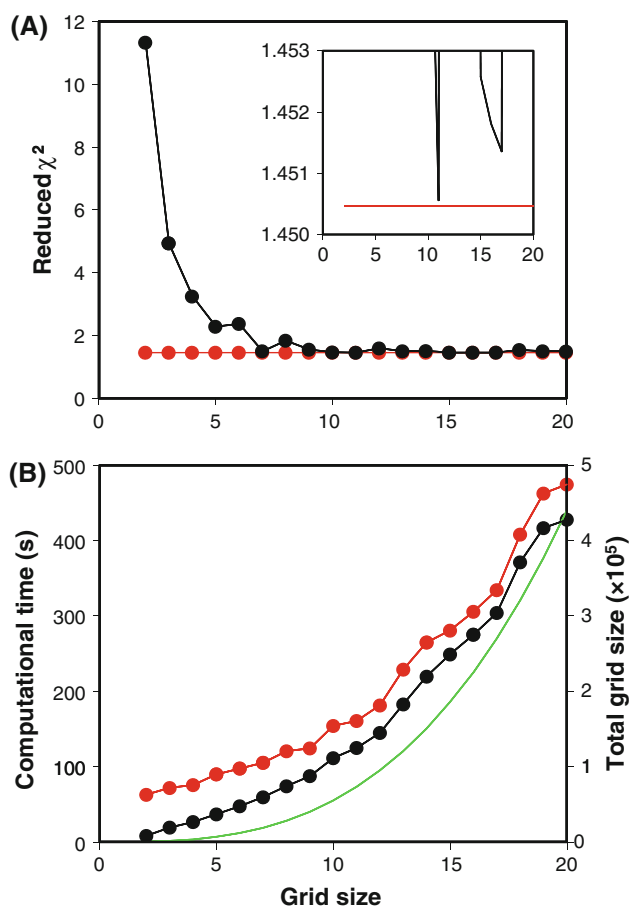 (A)
12
10
8
6
4
2
0
Reduced χ²
0 5 10 15 20
1.453
1.452
1.451
1.450
0 5 10 15 20
(B)
500
400
300
200
100
0
Computational time (s)
5
4
3
2
1
0
Total grid size (×10⁵)
0 5 10 15 20
Grid size